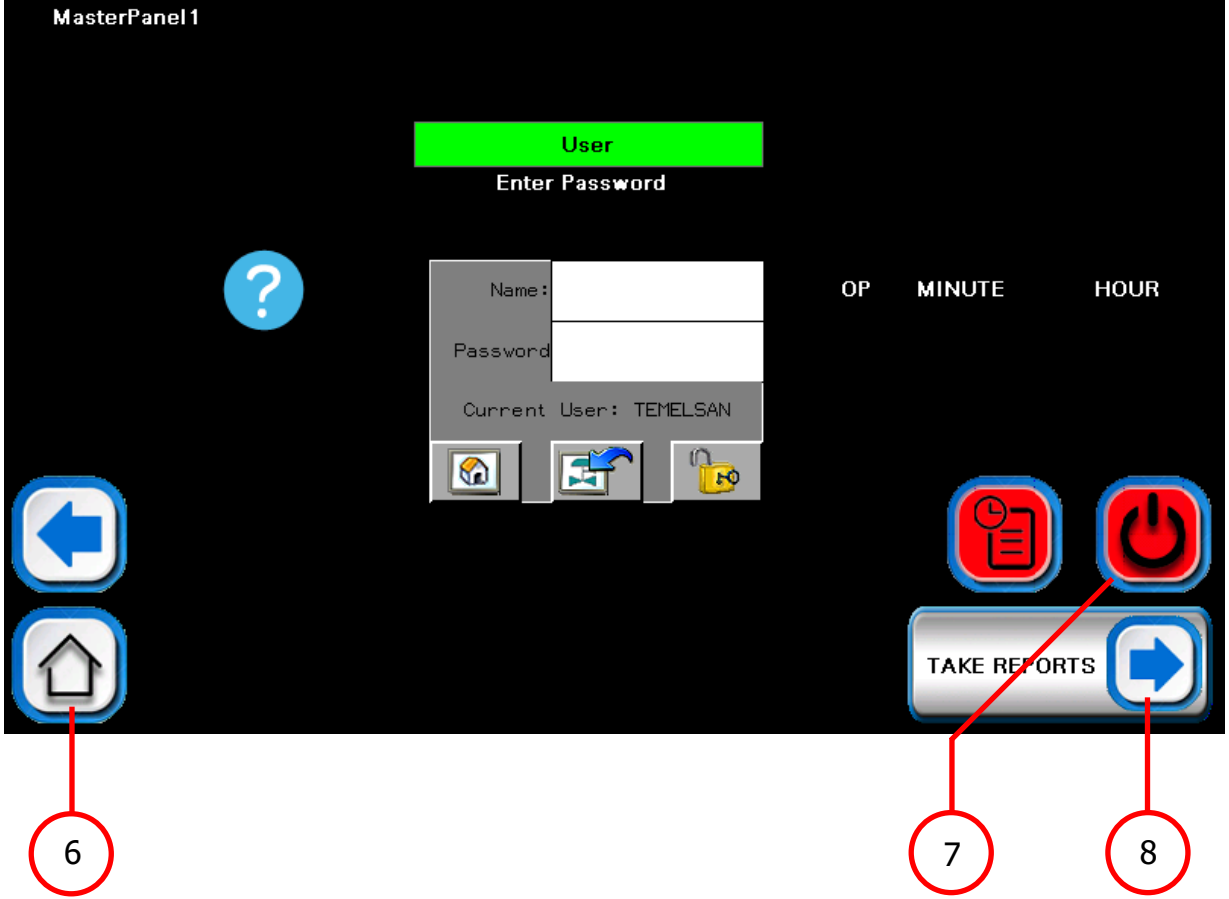 MasterPanel1
User
Enter Password
?
Name:
OP MINUTE HOUR
Password
Current User: TEMELSAN
TAKE REPORTS
6
7
8